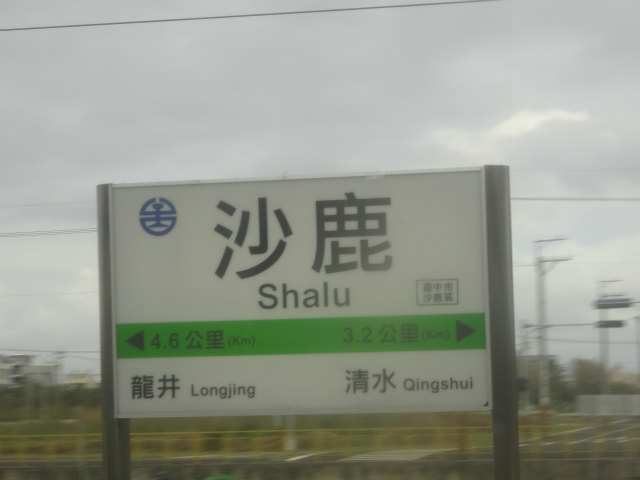 沙鹿
Shalu
臺中市
沙鹿區
4.6 公里(Km)
3.2 公里(Km)
龍井 Longjing
清水 Qingshui